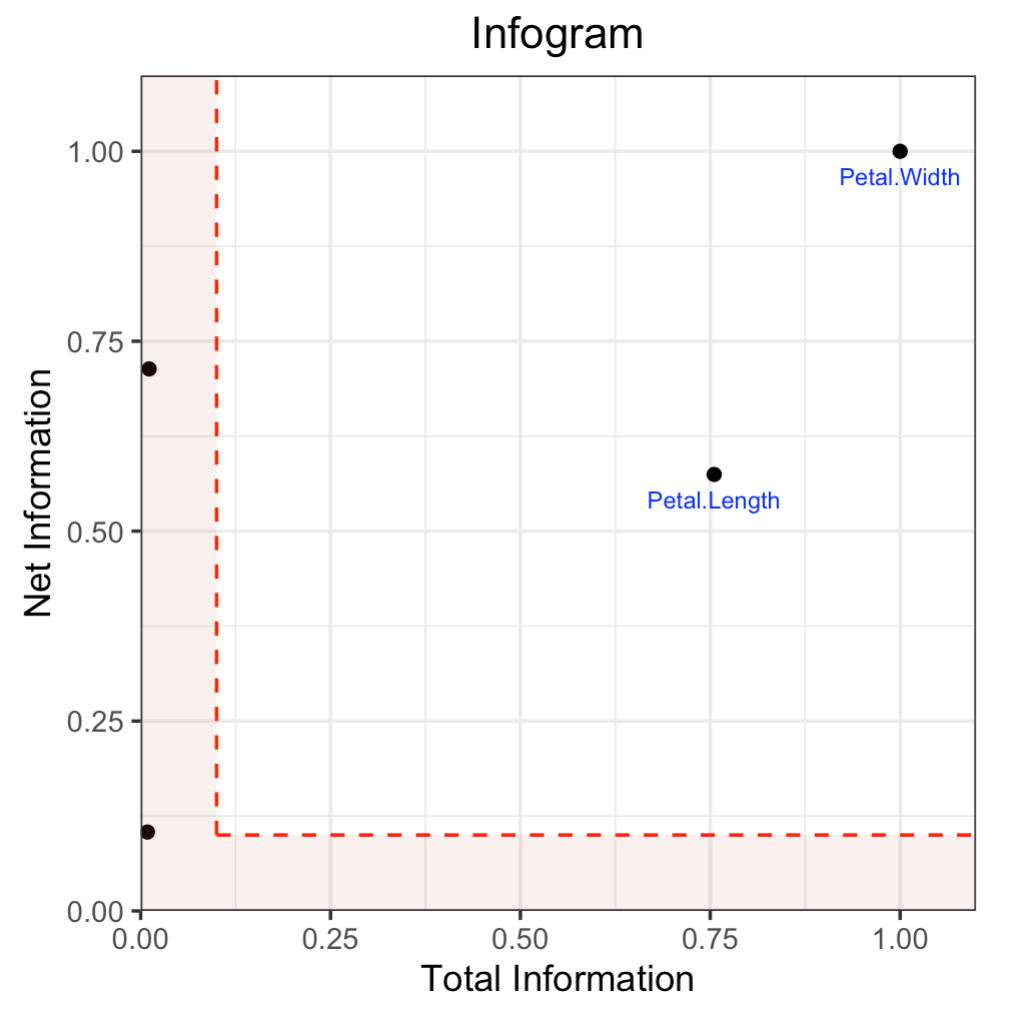 Infogram
1.00
Petal.Width
0.75
Petal.Length
0.50
0.25
0.00
Net Information
0.00 0.25 0.50 0.75 1.00
Total Information